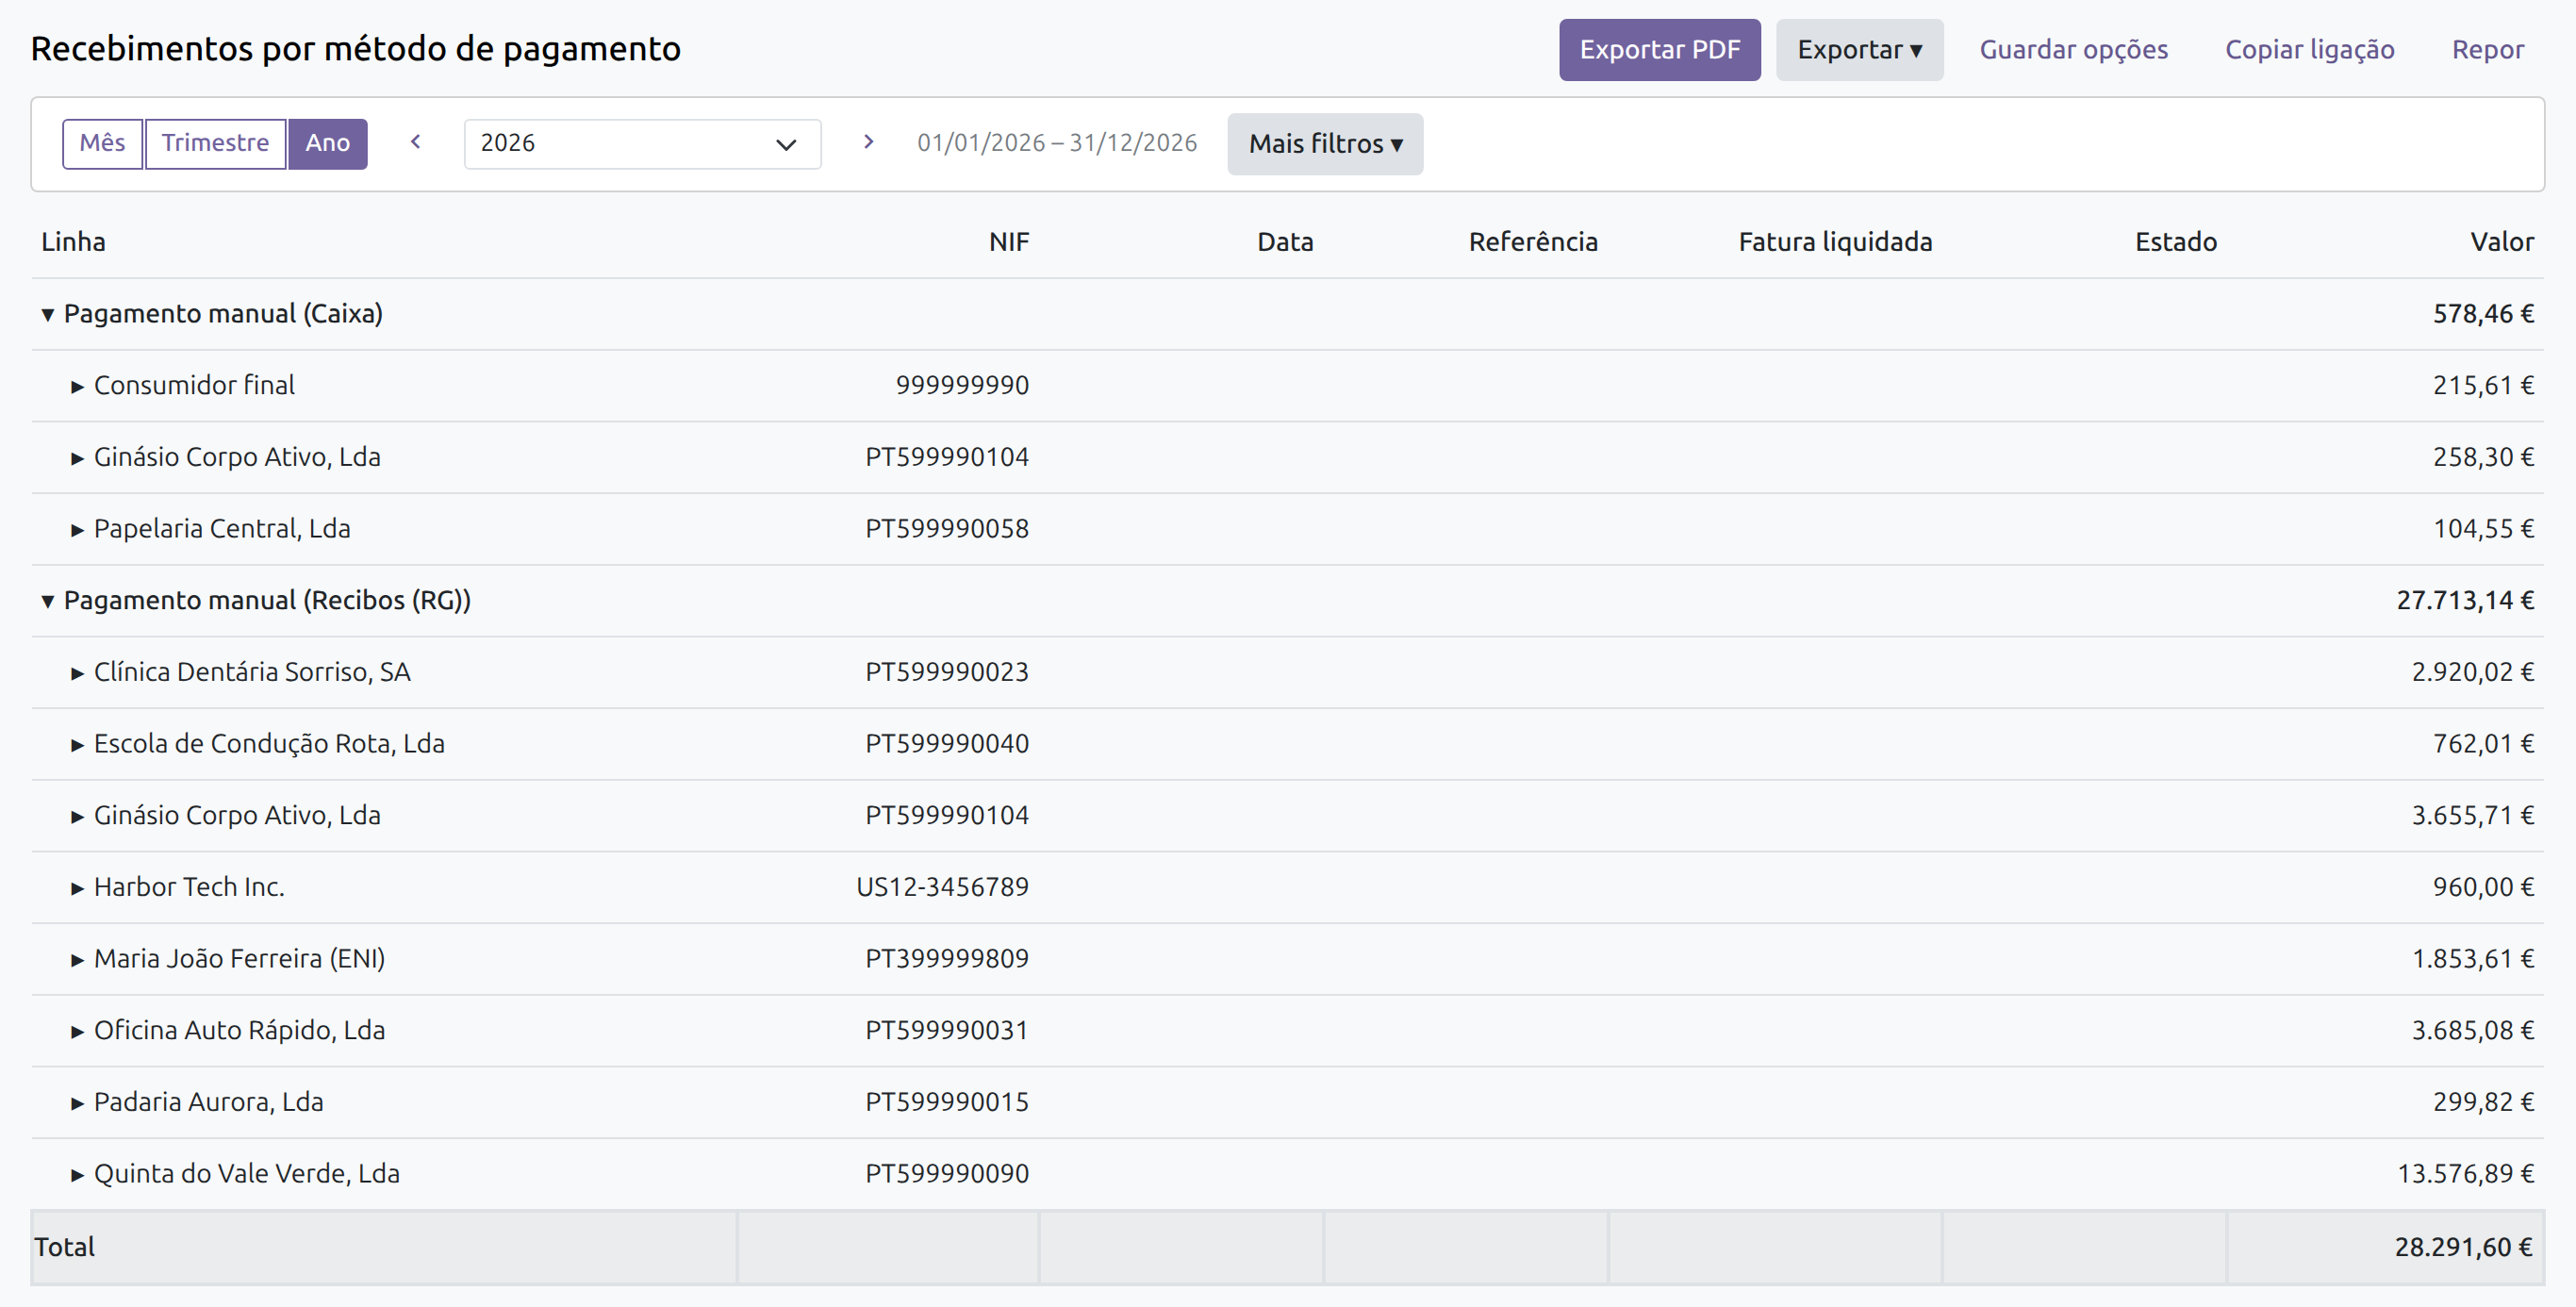 Recebimentos por método de pagamento Exportar PDF Exportar ▾ Guardar opções Copiar ligação Repor
Mês Trimestre Ano ‹ 2026 › 01/01/2026 – 31/12/2026 Mais filtros ▾
Linha NIF Data Referência Fatura liquidada Estado Valor
▾ Pagamento manual (Caixa) 578,46 €
▸ Consumidor final 999999990 215,61 €
▸ Ginásio Corpo Ativo, Lda PT599990104 258,30 €
▸ Papelaria Central, Lda PT599990058 104,55 €
▾ Pagamento manual (Recibos (RG)) 27.713,14 €
▸ Clínica Dentária Sorriso, SA PT599990023 2.920,02 €
▸ Escola de Condução Rota, Lda PT599990040 762,01 €
▸ Ginásio Corpo Ativo, Lda PT599990104 3.655,71 €
▸ Harbor Tech Inc. US12-3456789 960,00 €
▸ Maria João Ferreira (ENI) PT399999809 1.853,61 €
▸ Oficina Auto Rápido, Lda PT599990031 3.685,08 €
▸ Padaria Aurora, Lda PT599990015 299,82 €
▸ Quinta do Vale Verde, Lda PT599990090 13.576,89 €
Total 28.291,60 €